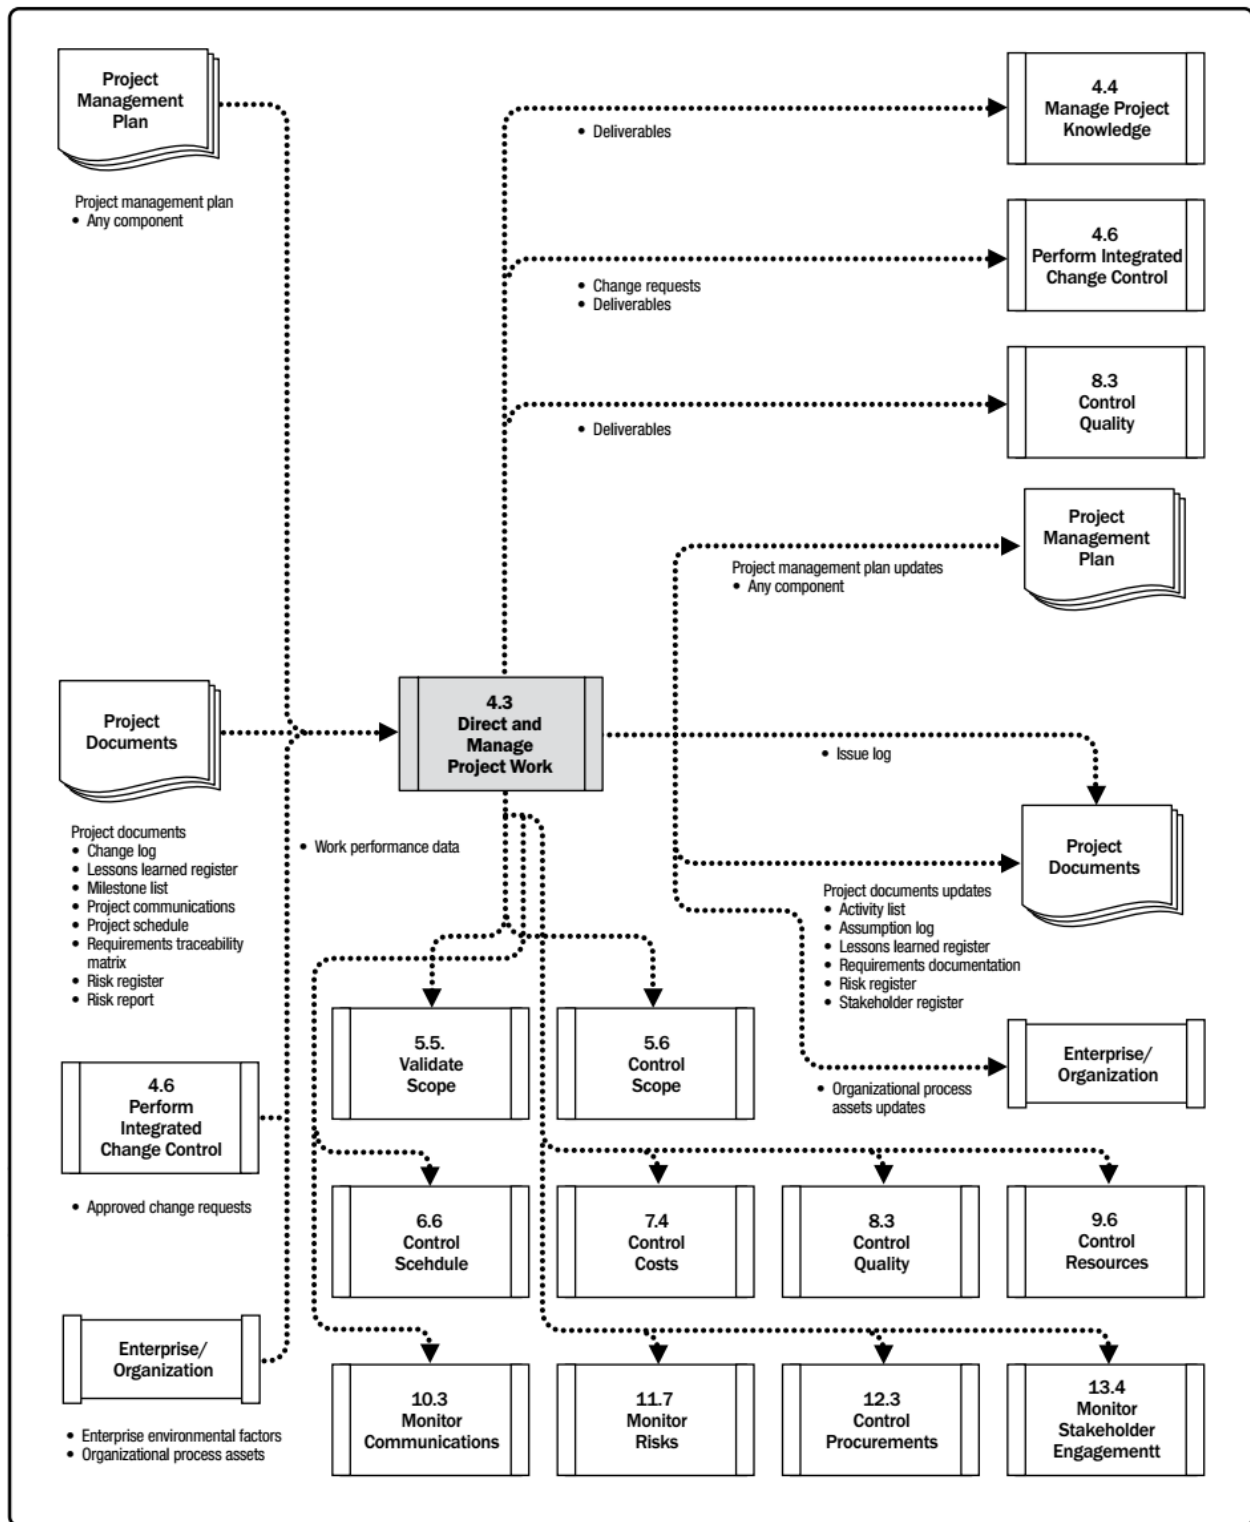 Project
Management
Plan
Project management plan
• Any component
• Deliverables
4.4
Manage Project
Knowledge
• Change requests
• Deliverables
4.6
Perform Integrated
Change Control
• Deliverables
8.3
Control
Quality
Project management plan updates
• Any component
Project
Management
Plan
Project
Documents
4.3
Direct and
Manage
Project Work
• Issue log
Project documents
• Change log
• Lessons learned register
• Milestone list
• Project communications
• Project schedule
• Requirements traceability
matrix
• Risk register
• Risk report
• Work performance data
Project
Documents
Project documents updates
• Activity list
• Assumption log
• Lessons learned register
• Requirements documentation
• Risk register
• Stakeholder register
4.6
Perform
Integrated
Change Control
• Approved change requests
5.5.
Validate
Scope
5.6
Control
Scope
Enterprise/
Organization
• Organizational process
assets updates
6.6
Control
Scehdule
7.4
Control
Costs
8.3
Control
Quality
9.6
Control
Resources
Enterprise/
Organization
• Enterprise environmental factors
• Organizational process assets
10.3
Monitor
Communications
11.7
Monitor
Risks
12.3
Control
Procurements
13.4
Monitor
Stakeholder
Engagementt